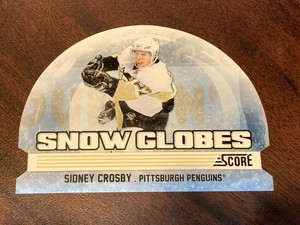 SNOW GLOBES
SCORE
SIDNEY CROSBY . PITTSBURGH PENGUINS®